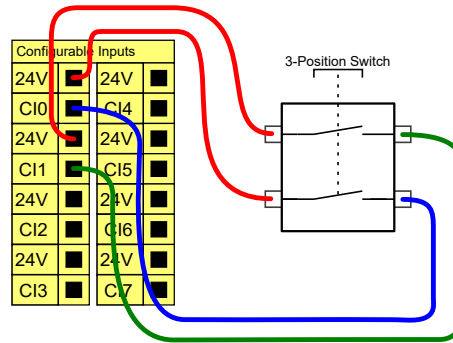 Configurable Inputs
24V 24V
CI0 CI4
24V 24V
CI1 CI5
24V 24V
CI2 CI6
24V 24V
CI3 CI7
3-Position Switch